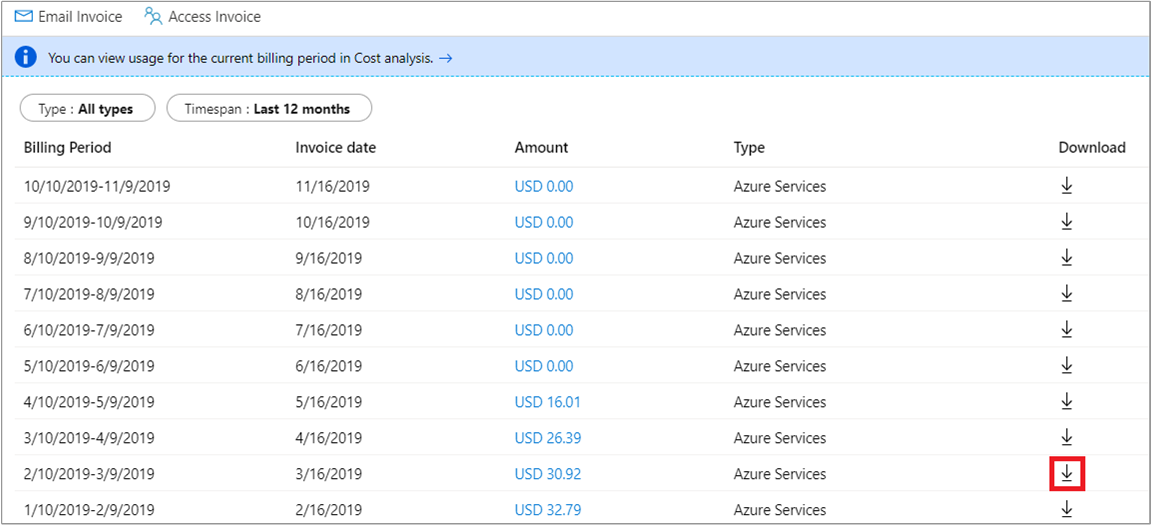 Email Invoice Access Invoice
You can view usage for the current billing period in Cost analysis. →
Type : All types Timespan : Last 12 months
Billing Period Invoice date Amount Type Download
10/10/2019-11/9/2019 11/16/2019 USD 0.00 Azure Services
9/10/2019-10/9/2019 10/16/2019 USD 0.00 Azure Services
8/10/2019-9/9/2019 9/16/2019 USD 0.00 Azure Services
7/10/2019-8/9/2019 8/16/2019 USD 0.00 Azure Services
6/10/2019-7/9/2019 7/16/2019 USD 0.00 Azure Services
5/10/2019-6/9/2019 6/16/2019 USD 0.00 Azure Services
4/10/2019-5/9/2019 5/16/2019 USD 16.01 Azure Services
3/10/2019-4/9/2019 4/16/2019 USD 26.39 Azure Services
2/10/2019-3/9/2019 3/16/2019 USD 30.92 Azure Services
1/10/2019-2/9/2019 2/16/2019 USD 32.79 Azure Services